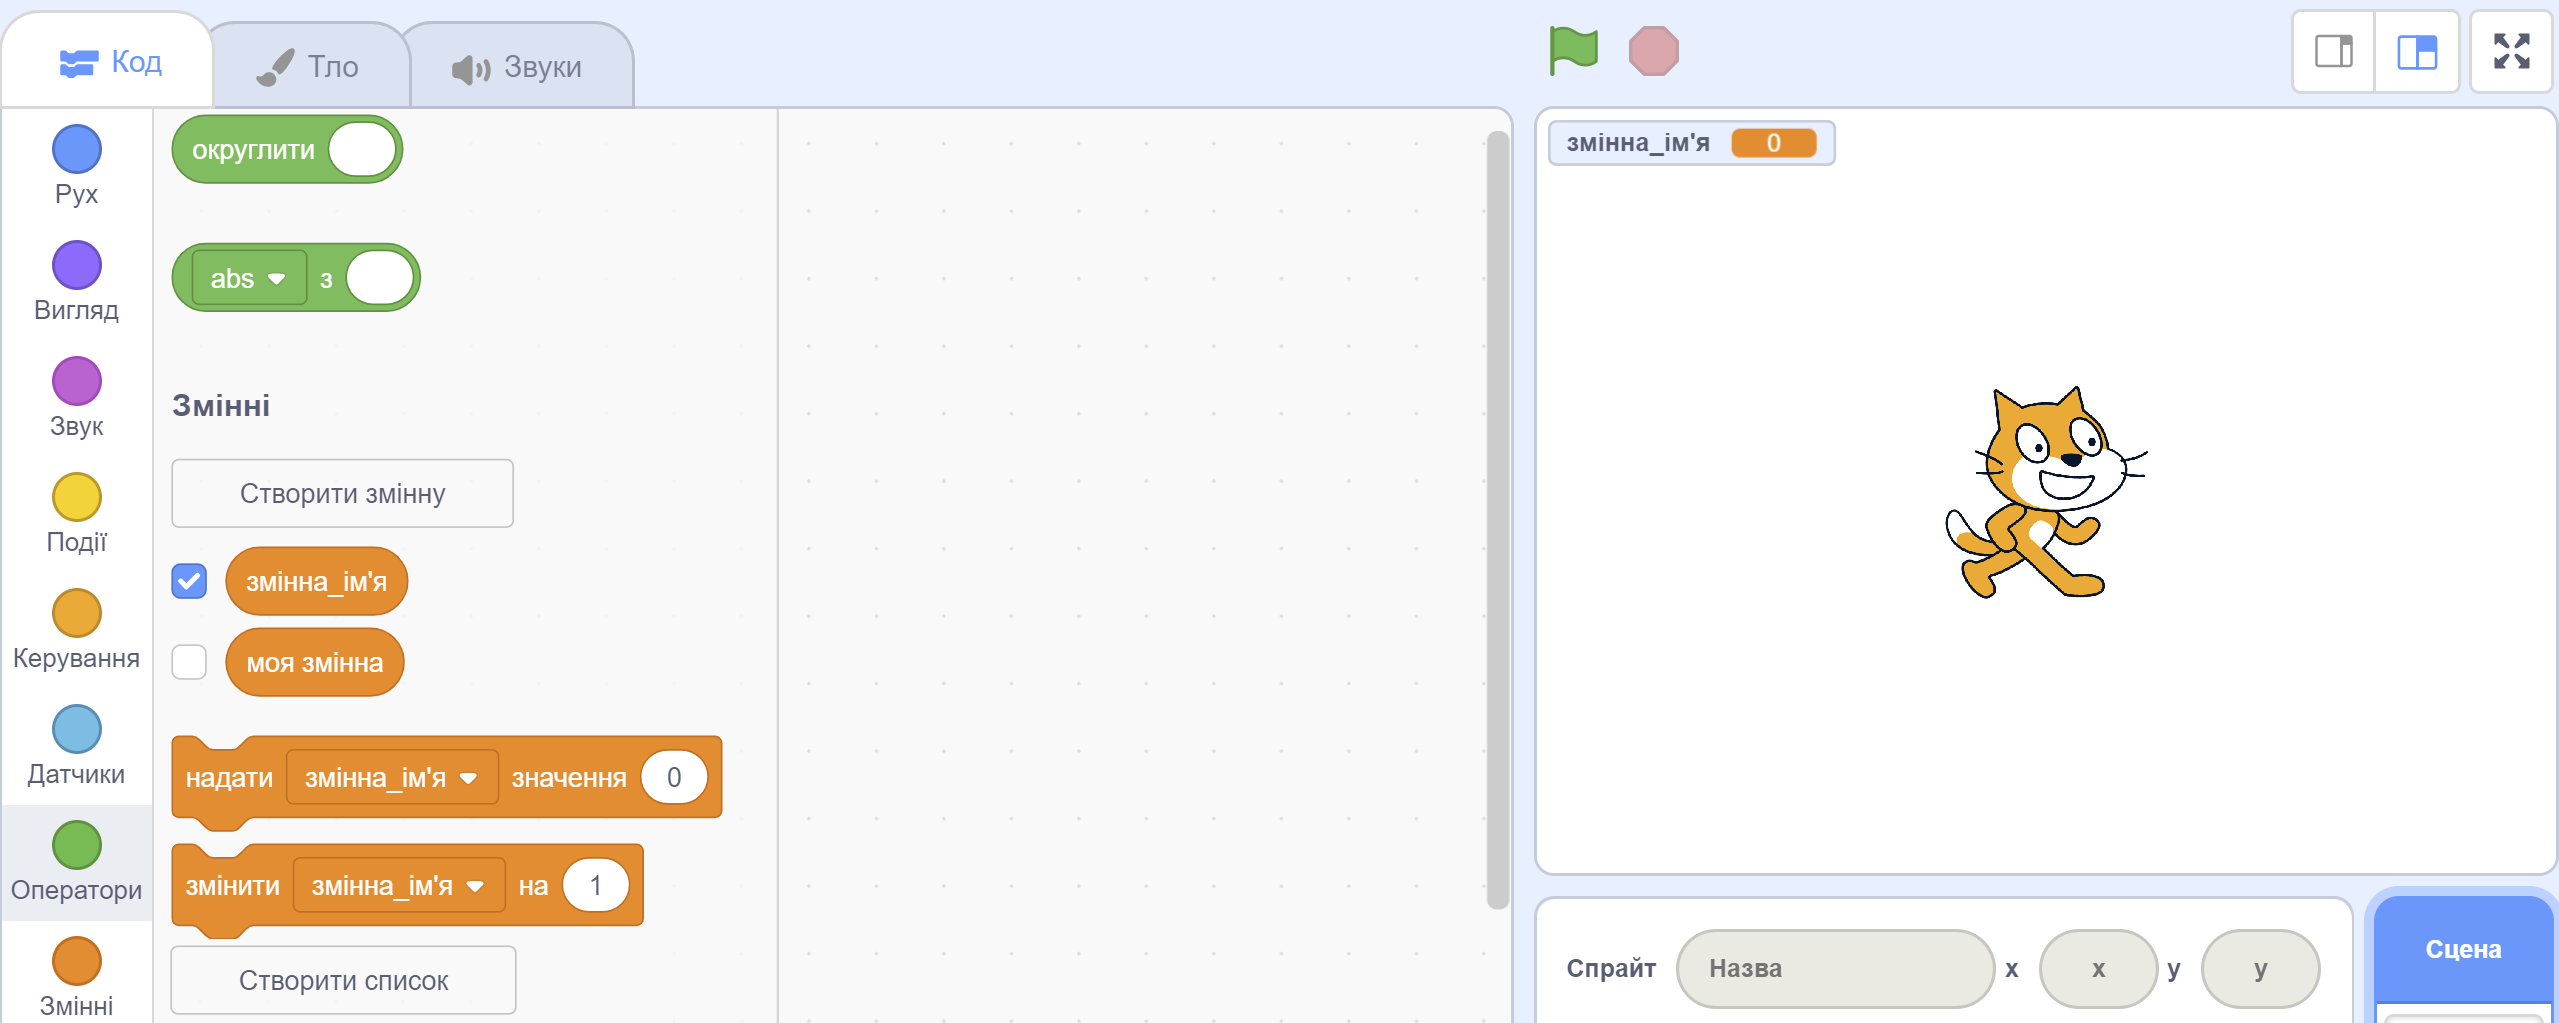 Код
Тло
Звуки
Рух
Вигляд
Звук
Події
Керування
Датчики
Оператори
Змінні
округлити
abs з
Змінні
Створити змінну
змінна_ім'я
моя змінна
надати змінна_ім'я значення 0
змінити змінна_ім'я на 1
Створити список
змінна_ім'я 0
Спрайт Назва x x y y
Сцена